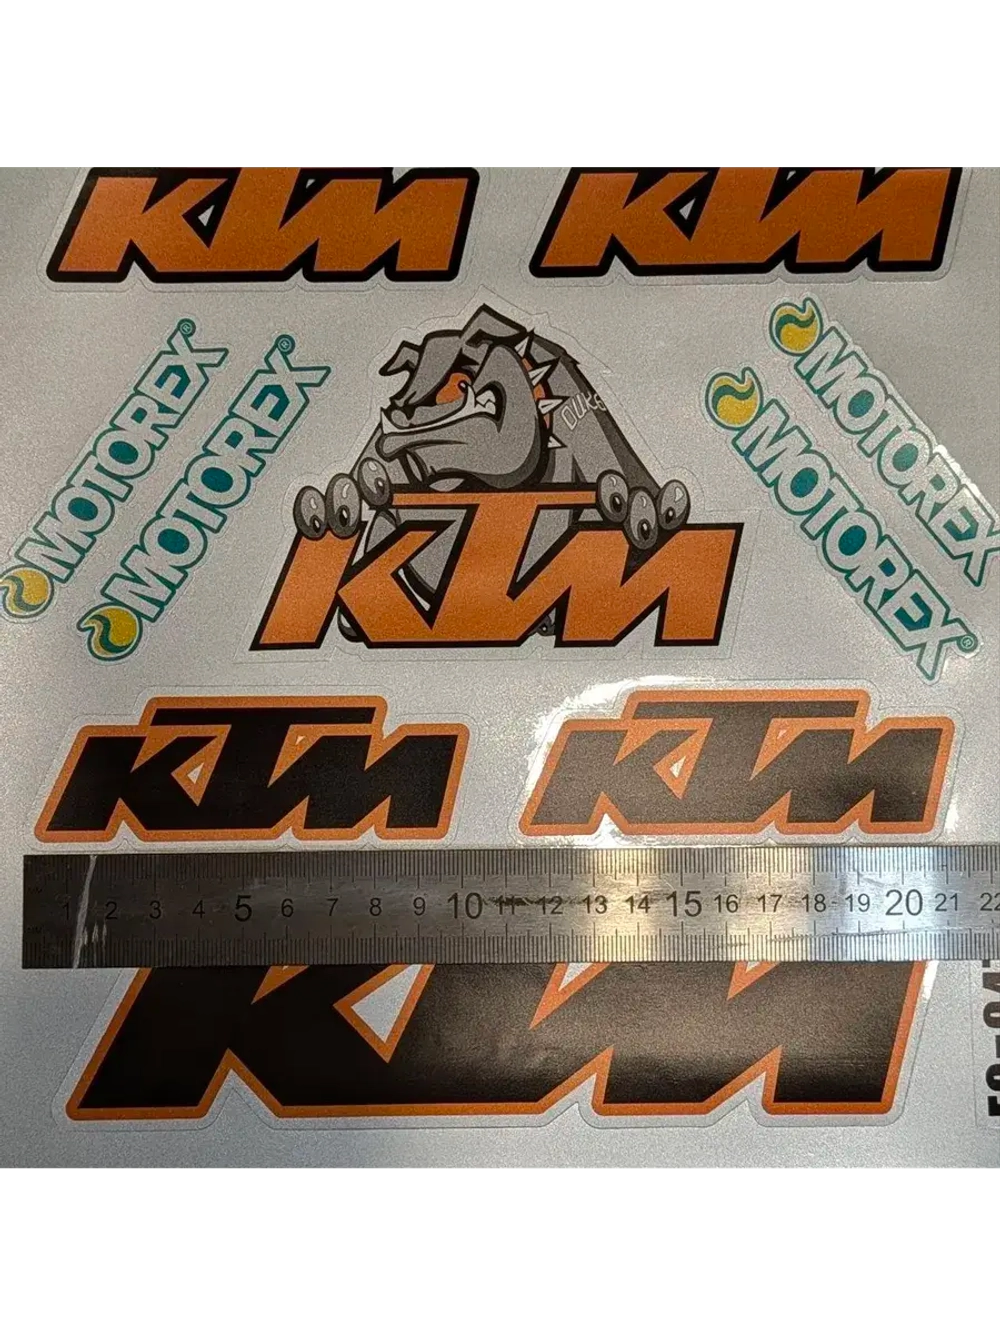 KTM KTM
MOTOREX®
MOTOREX®
DUKE
KTM
MOTOREX
MOTOREX®
KTM KTM
1 2 3 4 5 6 7 8 9 10 11 12 13 14 15 16 17 18 19 20 21 22
KTM